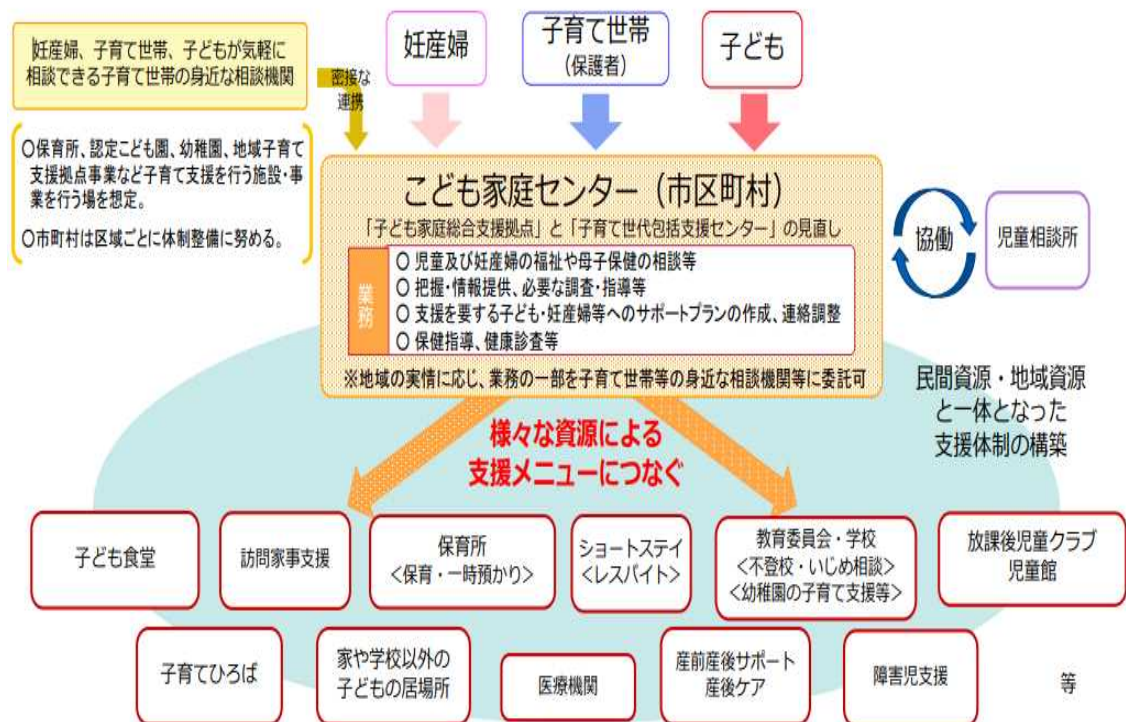 妊産婦、子育て世帯、子どもが気軽に
相談できる子育て世帯の身近な相談機関
密接な
連携
妊産婦
子育て世帯
(保護者)
子ども
○保育所、認定こども園、幼稚園、地域子育て
支援拠点事業など子育て支援を行う施設・事
業を行う場を想定。
○市町村は区域ごとに体制整備に努める。
こども家庭センター（市区町村）
「子ども家庭総合支援拠点」と「子育て世代包括支援センター」の見直し
業務
○ 児童及び妊産婦の福祉や母子保健の相談等
○ 把握・情報提供、必要な調査・指導等
○ 支援を要する子ども・妊産婦等へのサポートプランの作成、連絡調整
○ 保健指導、健康診査等
※地域の実情に応じ、業務の一部を子育て世帯等の身近な相談機関等に委託可
協働
児童相談所
民間資源・地域資源
と一体となった
支援体制の構築
様々な資源による
支援メニューにつなぐ
子ども食堂
訪問家事支援
保育所
<保育・一時預かり>
ショートステイ
<レスパイト>
教育委員会・学校
<不登校・いじめ相談>
<幼稚園の子育て支援等>
放課後児童クラブ
児童館
子育てひろば
家や学校以外の
子どもの居場所
医療機関
産前産後サポート
産後ケア
障害児支援
等